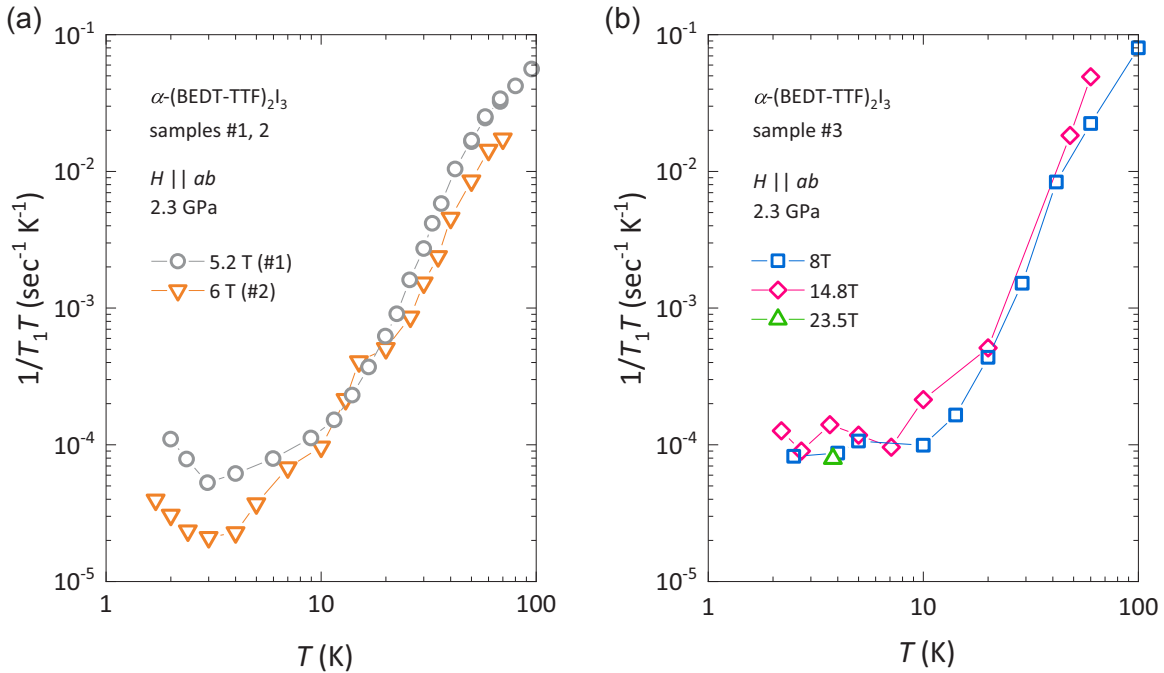 (a)
10⁻¹
10⁻²
10⁻³
10⁻⁴
10⁻⁵
1/T₁T (sec⁻¹ K⁻¹)
α-(BEDT-TTF)₂I₃
samples #1, 2
H || ab
2.3 GPa
5.2 T (#1)
6 T (#2)
1
10
100
T (K)
(b)
10⁻¹
10⁻²
10⁻³
10⁻⁴
10⁻⁵
1/T₁T (sec⁻¹ K⁻¹)
α-(BEDT-TTF)₂I₃
sample #3
H || ab
2.3 GPa
8T
14.8T
23.5T
1
10
100
T (K)